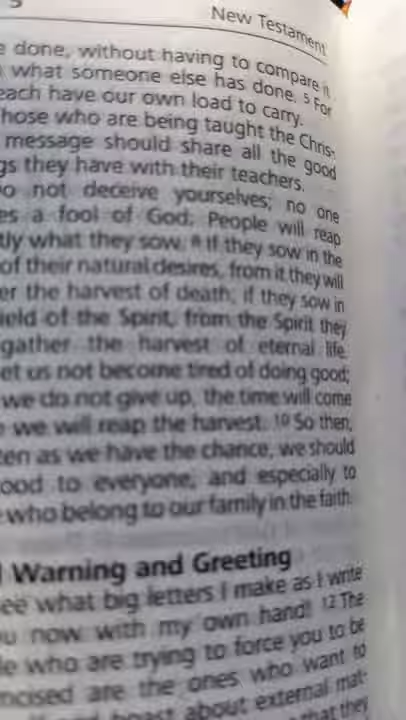 New Testament
done, without having to compare it
what someone else has done. 5 For
each have our own load to carry.
hose who are being taught the Chris-
message should share all the good
gs they have with their teachers.
o not deceive yourselves; no one
es a fool of God. People will reap
tly what they sow. 8 If they sow in the
of their natural desires, from it they will
er the harvest of death; if they sow in
ield of the Spirit, from the Spirit they
gather the harvest of eternal life.
et us not become tired of doing good;
we do not give up, the time will come
we will reap the harvest. 10 So then,
ten as we have the chance, we should
ood to everyone, and especially to
who belong to our family in the faith.
Warning and Greeting
ee what big letters I make as I write
u now with my own hand! 12 The
le who are trying to force you to be
mcised are the ones who want to
boast about external mat-
that they